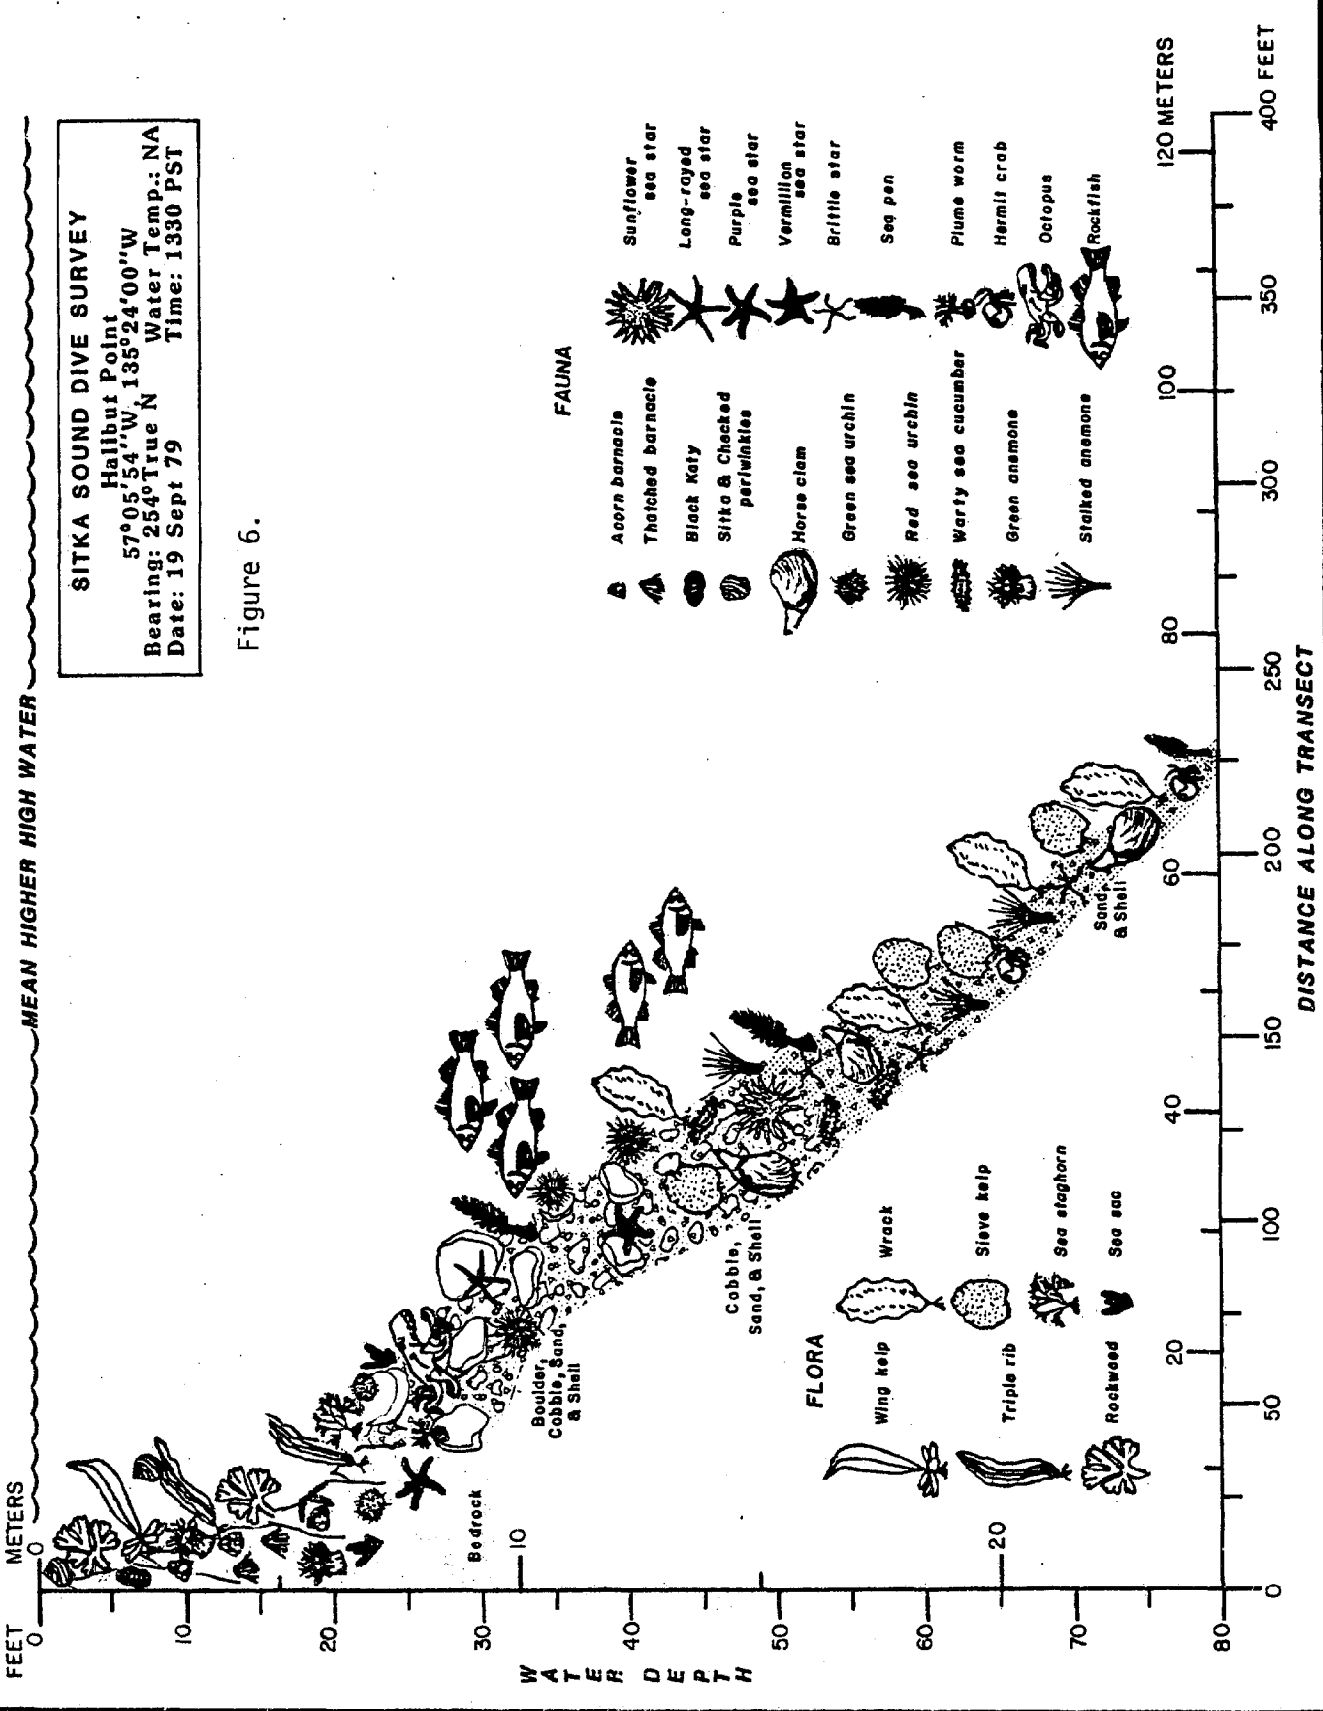 MEAN HIGHER HIGH WATER
SITKA SOUND DIVE SURVEY
Halibut Point
57°05'54"W, 135°24'00"W
Bearing: 254° True N Water Temp.: NA
Date: 19 Sept 79 Time: 1330 PST
Figure 6.
FEET METERS
0 0
10
20
30
40
50
60
70
80
10
20
WATER DEPTH
Bedrock
Boulder,
Cobble, Sand,
& Shell
Cobble,
Sand, & Shell
Sand,
& Shell
FLORA
Wing kelp
Triple rib
Rockweed
Wrack
Sieve kelp
Sea staghorn
Sea sac
FAUNA
Acorn barnacle
Thatched barnacle
Black Katy
Sitka & Checked
periwinkles
Horse clam
Green sea urchin
Red sea urchin
Warty sea cucumber
Green anemone
Stalked anemone
Sunflower
sea star
Long-rayed
sea star
Purple
sea star
Vermillion
sea star
Brittle star
Sea pen
Plume worm
Hermit crab
Octopus
Rockfish
20 40 60 80 100 120 METERS
0 50 100 150 200 250 300 350 400 FEET
DISTANCE ALONG TRANSECT